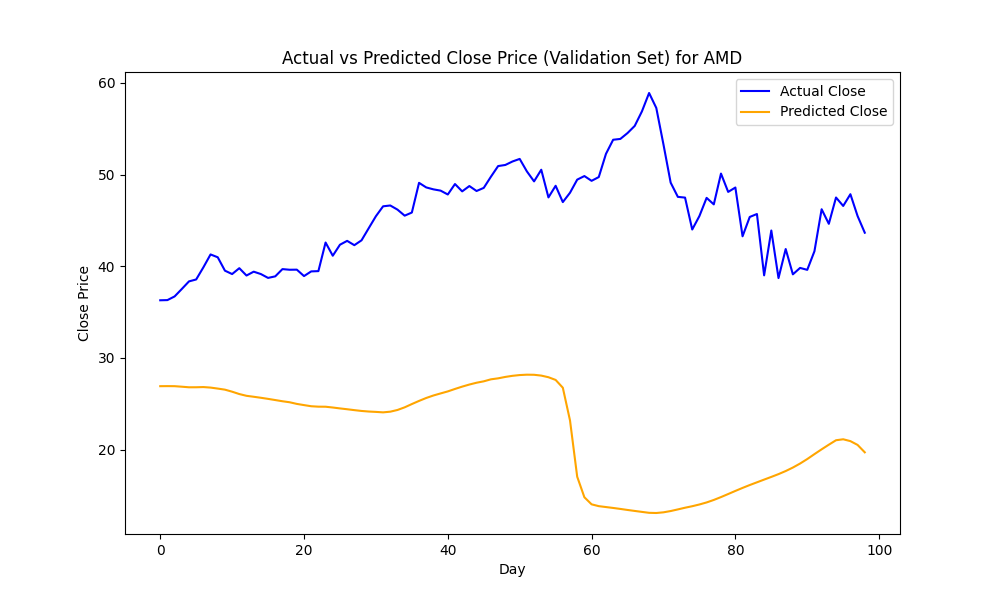 Actual vs Predicted Close Price (Validation Set) for AMD
Actual Close
Predicted Close
Close Price
60
50
40
30
20
0
20
40
60
80
100
Day